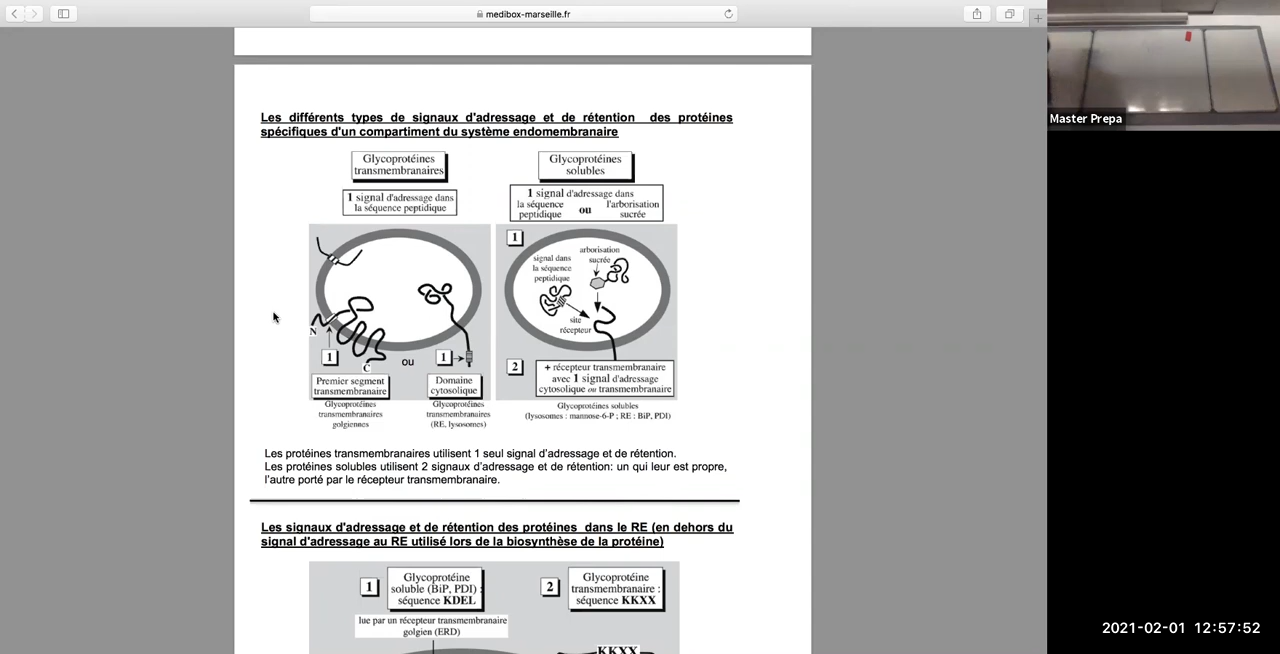 medibox-marseille.fr
Master Prepa
Les différents types de signaux d'adressage et de rétention des protéines
spécifiques d'un compartiment du système endomembranaire
Glycoprotéines
transmembranaires
1 signal d'adressage dans
la séquence peptidique
N
1
C
Premier segment
transmembranaire
Glycoprotéines
transmembranaires
golgiennes
ou
1
Domaine
cytosolique
Glycoprotéines
transmembranaires
(RE, lysosomes)
Glycoprotéines
solubles
1 signal d'adressage dans
la séquence peptidique ou l'arborisation sucrée
1
signal dans
la séquence
peptidique
arborisation
sucrée
site
récepteur
2
+ récepteur transmembranaire
avec 1 signal d'adressage
cytosolique ou transmembranaire
Glycoprotéines solubles
(lysosomes : mannose-6-P ; RE : BiP, PDI)
Les protéines transmembranaires utilisent 1 seul signal d'adressage et de rétention.
Les protéines solubles utilisent 2 signaux d'adressage et de rétention: un qui leur est propre,
l'autre porté par le récepteur transmembranaire.
Les signaux d'adressage et de rétention des protéines dans le RE (en dehors du
signal d'adressage au RE utilisé lors de la biosynthèse de la protéine)
1
Glycoprotéine
soluble (BiP, PDI) :
séquence KDEL
lue par un récepteur transmembranaire
golgien (ERD)
2
Glycoprotéine
transmembranaire :
séquence KKXX
KKXX
2021-02-01 12:57:52